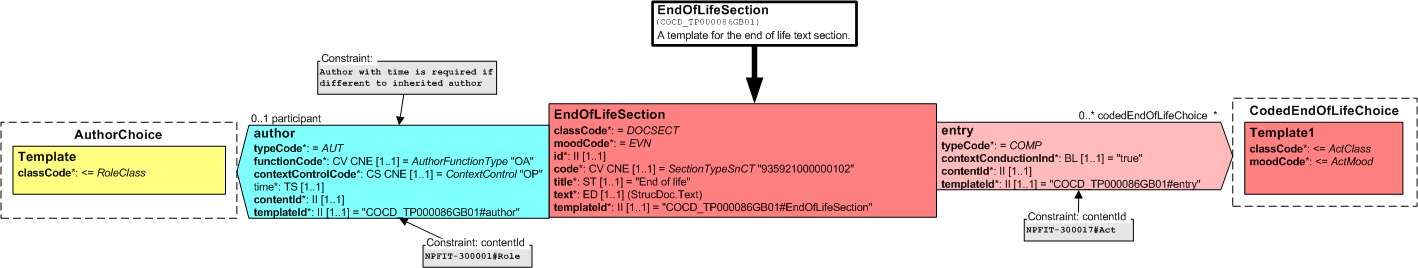 EndOfLifeSection
(COCD_TP000086GB01)
A template for the end of life text section.
Constraint:
Author with time is required if
different to inherited author
0..1 participant
AuthorChoice
Template
classCode*: <= RoleClass
author
typeCode*: = AUT
functionCode*: CV CNE [1..1] = AuthorFunctionType "OA"
contextControlCode*: CS CNE [1..1] = ContextControl "OP"
time*: TS [1..1]
contentId*: II [1..1]
templateId*: II [1..1] = "COCD_TP000086GB01#author"
Constraint: contentId
NPFIT-300001#Role
EndOfLifeSection
classCode*: = DOCSECT
moodCode*: = EVN
id*: II [1..1]
code*: CV CNE [1..1] = SectionTypeSnCT "935921000000102"
title*: ST [1..1] = "End of life"
text*: ED [1..1] (StrucDoc.Text)
templateId*: II [1..1] = "COCD_TP000086GB01#EndOfLifeSection"
0..* codedEndOfLifeChoice *
entry
typeCode*: = COMP
contextConductionInd*: BL [1..1] = "true"
contentId*: II [1..1]
templateId*: II [1..1] = "COCD_TP000086GB01#entry"
Constraint: contentId
NPFIT-300017#Act
CodedEndOfLifeChoice
Template1
classCode*: <= ActClass
moodCode*: <= ActMood